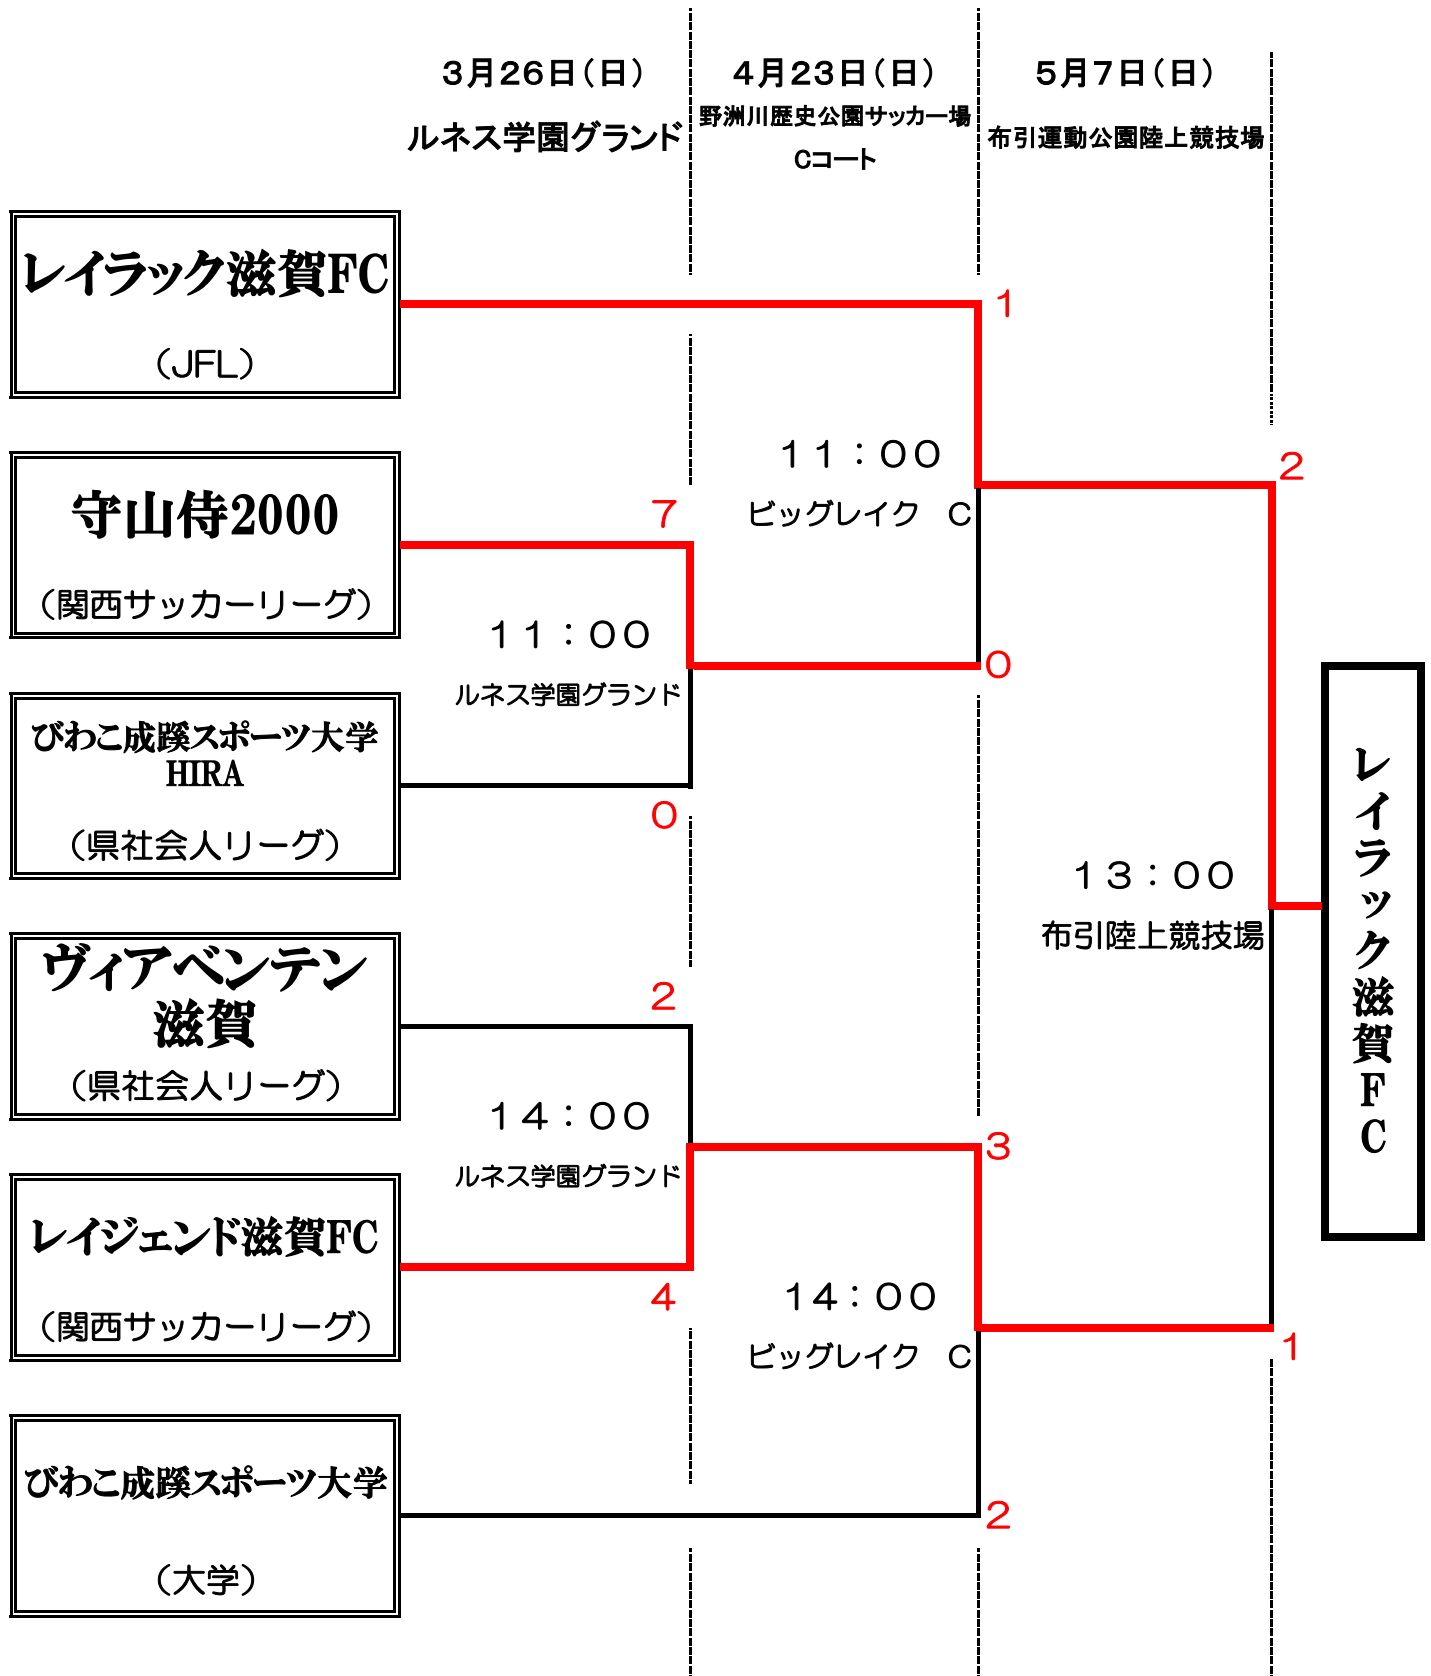 3月26日(日)
ルネス学園グランド
4月23日(日)
野洲川歴史公園サッカー場
Cコート
5月7日(日)
布引運動公園陸上競技場
レイラック滋賀FC
(JFL)
1
11:00
ビッグレイク　C
2
守山侍2000
(関西サッカーリーグ)
7
11:00
ルネス学園グランド
0
びわこ成蹊スポーツ大学
HIRA
(県社会人リーグ)
0
13:00
布引陸上競技場
レイラック滋賀FC
ヴィアベンテン
滋賀
(県社会人リーグ)
2
14:00
ルネス学園グランド
3
レイジェンド滋賀FC
(関西サッカーリーグ)
4
14:00
ビッグレイク　C
1
びわこ成蹊スポーツ大学
(大学)
2